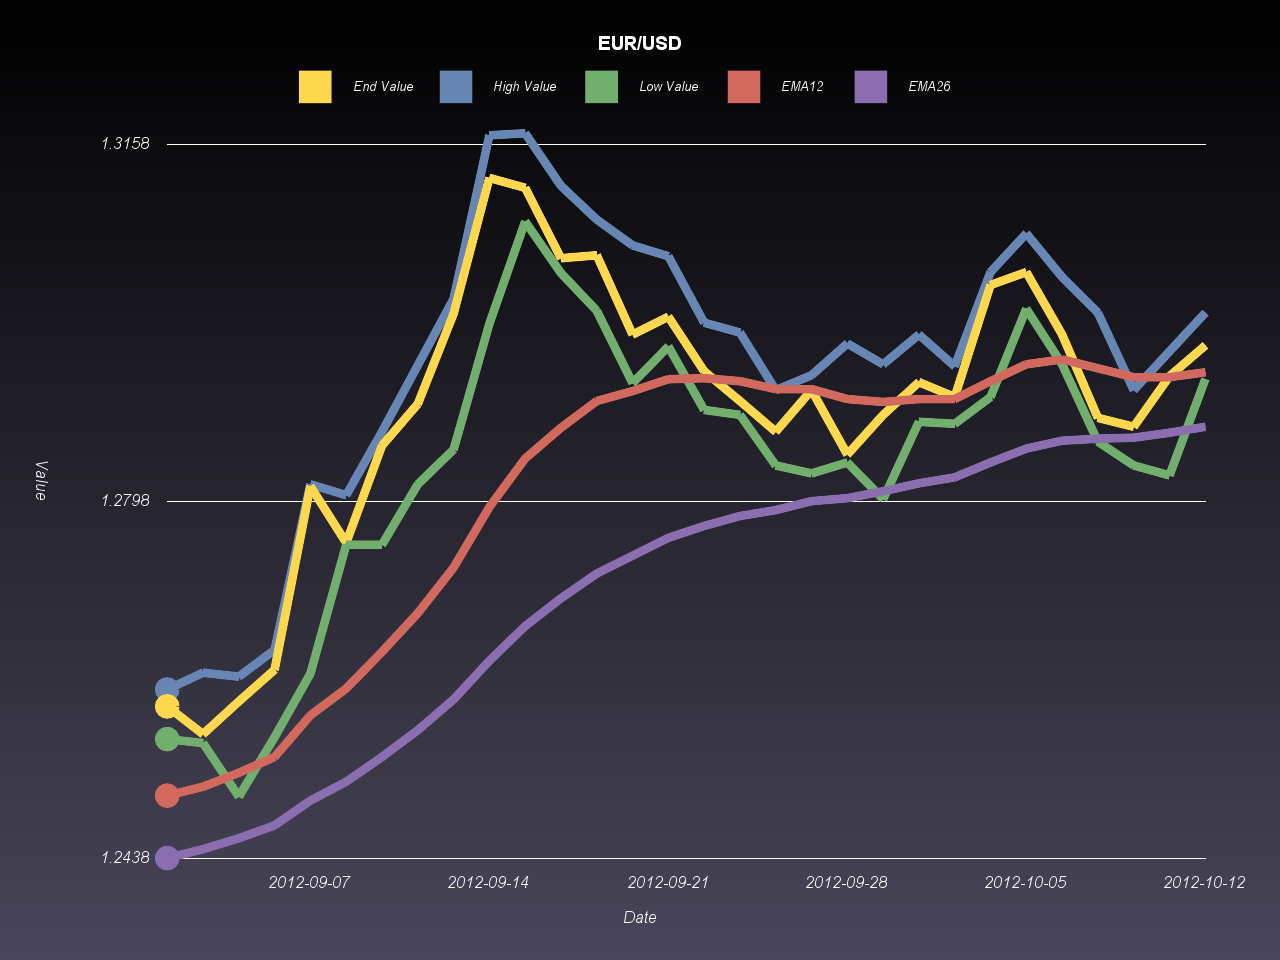 EUR/USD
End Value High Value Low Value EMA12 EMA26
1.3158
1.2798
1.2438
Value
2012-09-07 2012-09-14 2012-09-21 2012-09-28 2012-10-05 2012-10-12
Date